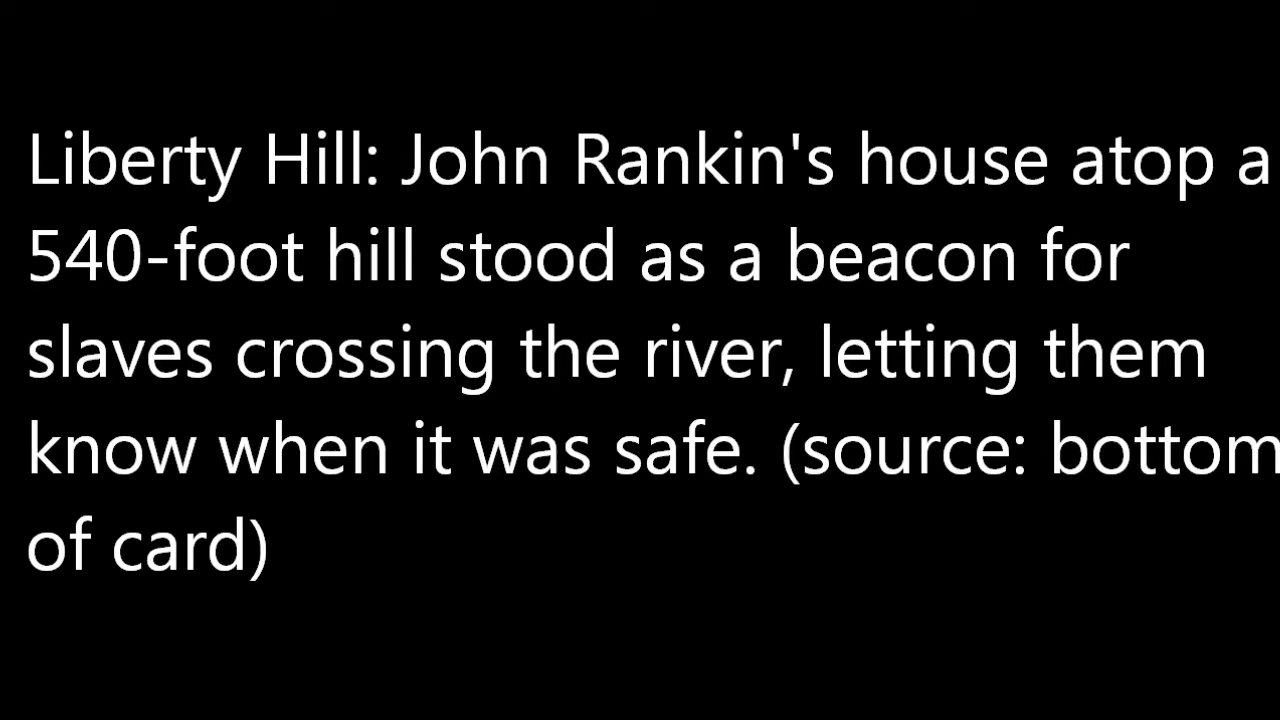 Liberty Hill: John Rankin's house atop a
540-foot hill stood as a beacon for
slaves crossing the river, letting them
know when it was safe. (source: bottom
of card)